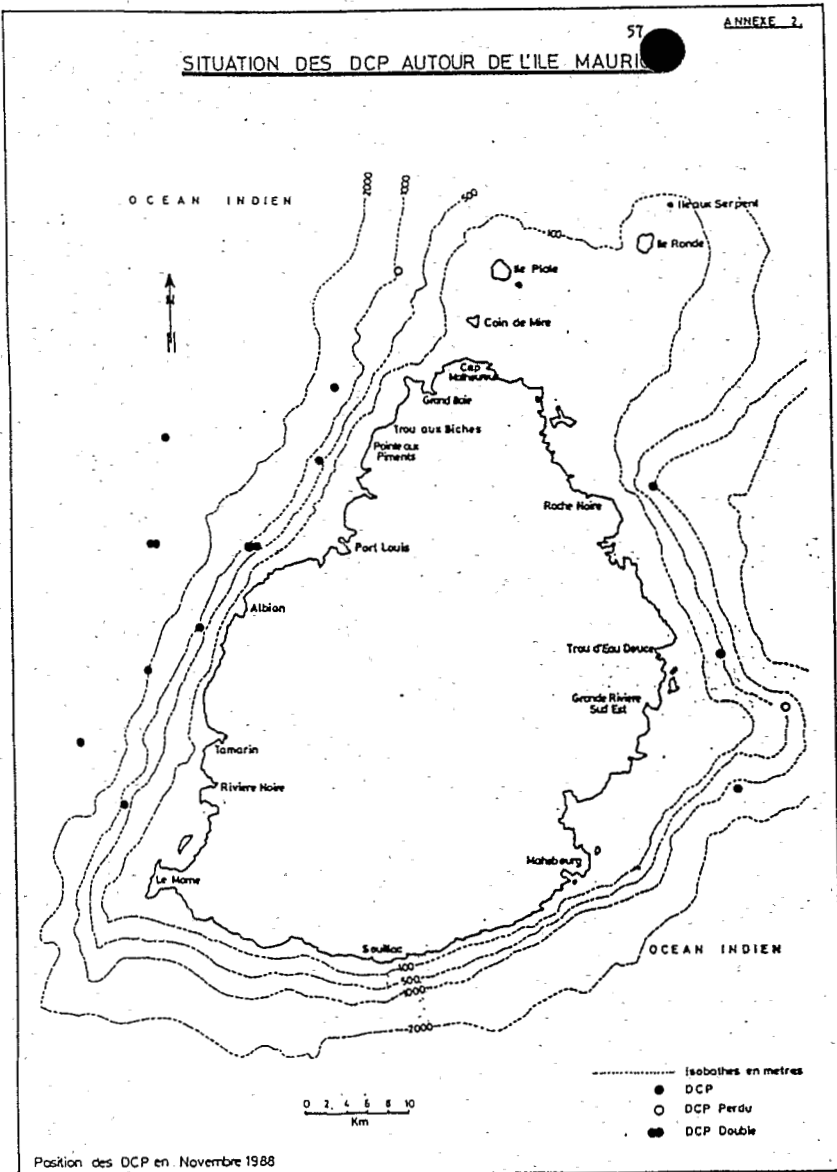 57
ANNEXE 2.
SITUATION DES DCP AUTOUR DE L'ILE MAURIC
OCEAN INDIEN
2000
1000
500
100
Ile aux Serpent
Ile Ronde
Ile Plate
Coin de Mire
N
Cap
Malheureux
Grand Baie
Trou aux Biches
Pointe aux
Piments
Roche Noire
Port Louis
Albion
Trou d'Eau Douce
Grande Riviere
Sud Est
Tamarin
Riviere Noire
Mahebourg
Le Morne
Souillac
OCEAN INDIEN
100
500
1000
2000
Isobathes en metres
DCP
DCP Perdu
DCP Double
0 2 4 6 8 10
Km
Position des DCP en Novembre 1988